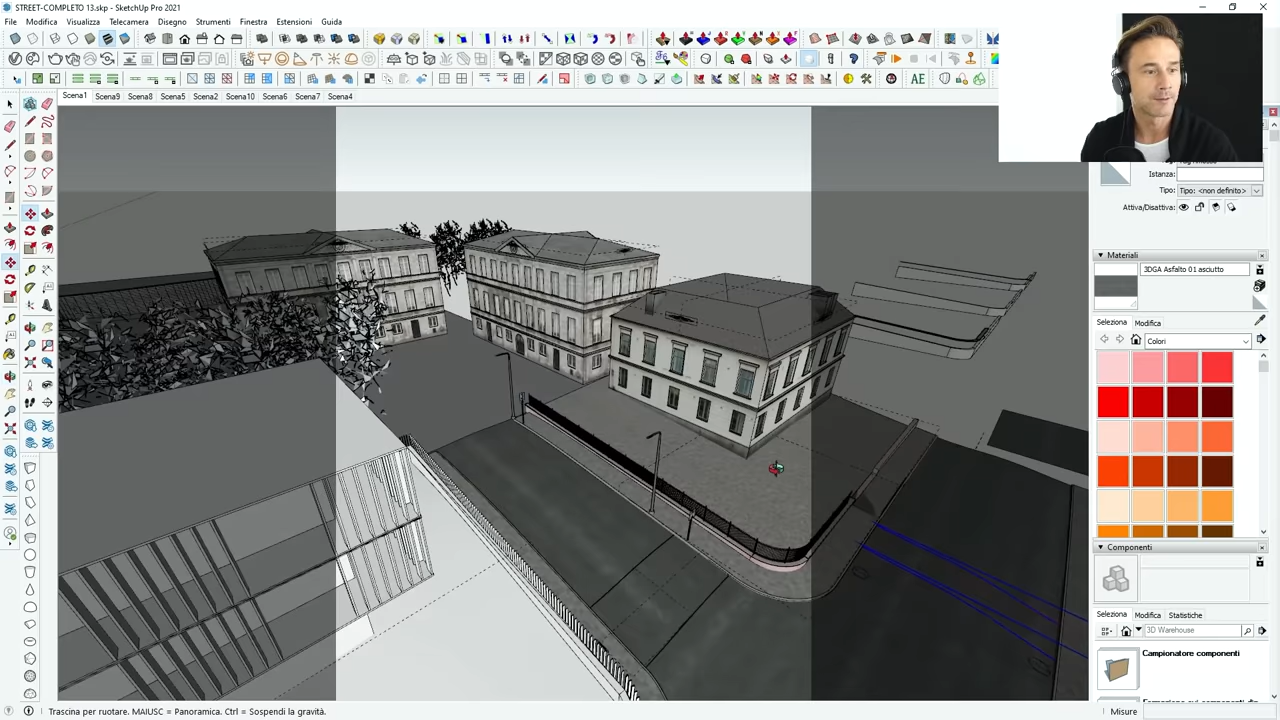 STREET-COMPLETO 13.skp - SketchUp Pro 2021
File Modifica Visualizza Telecamera Disegno Strumenti Finestra Estensioni Guida
AE
Scena1 Scena9 Scena8 Scena5 Scena2 Scena10 Scena6 Scena7 Scena4
Istanza:
Tipo: Tipo: <non definito>
Attiva/Disattiva:
Materiali
3DGA Asfalto 01 asciutto
Seleziona Modifica
Colori
Componenti
Seleziona Modifica Statistiche
3D Warehouse
Campionatore componenti
Trascina per ruotare. MAIUSC = Panoramica. Ctrl = Sospendi la gravità.
Misure